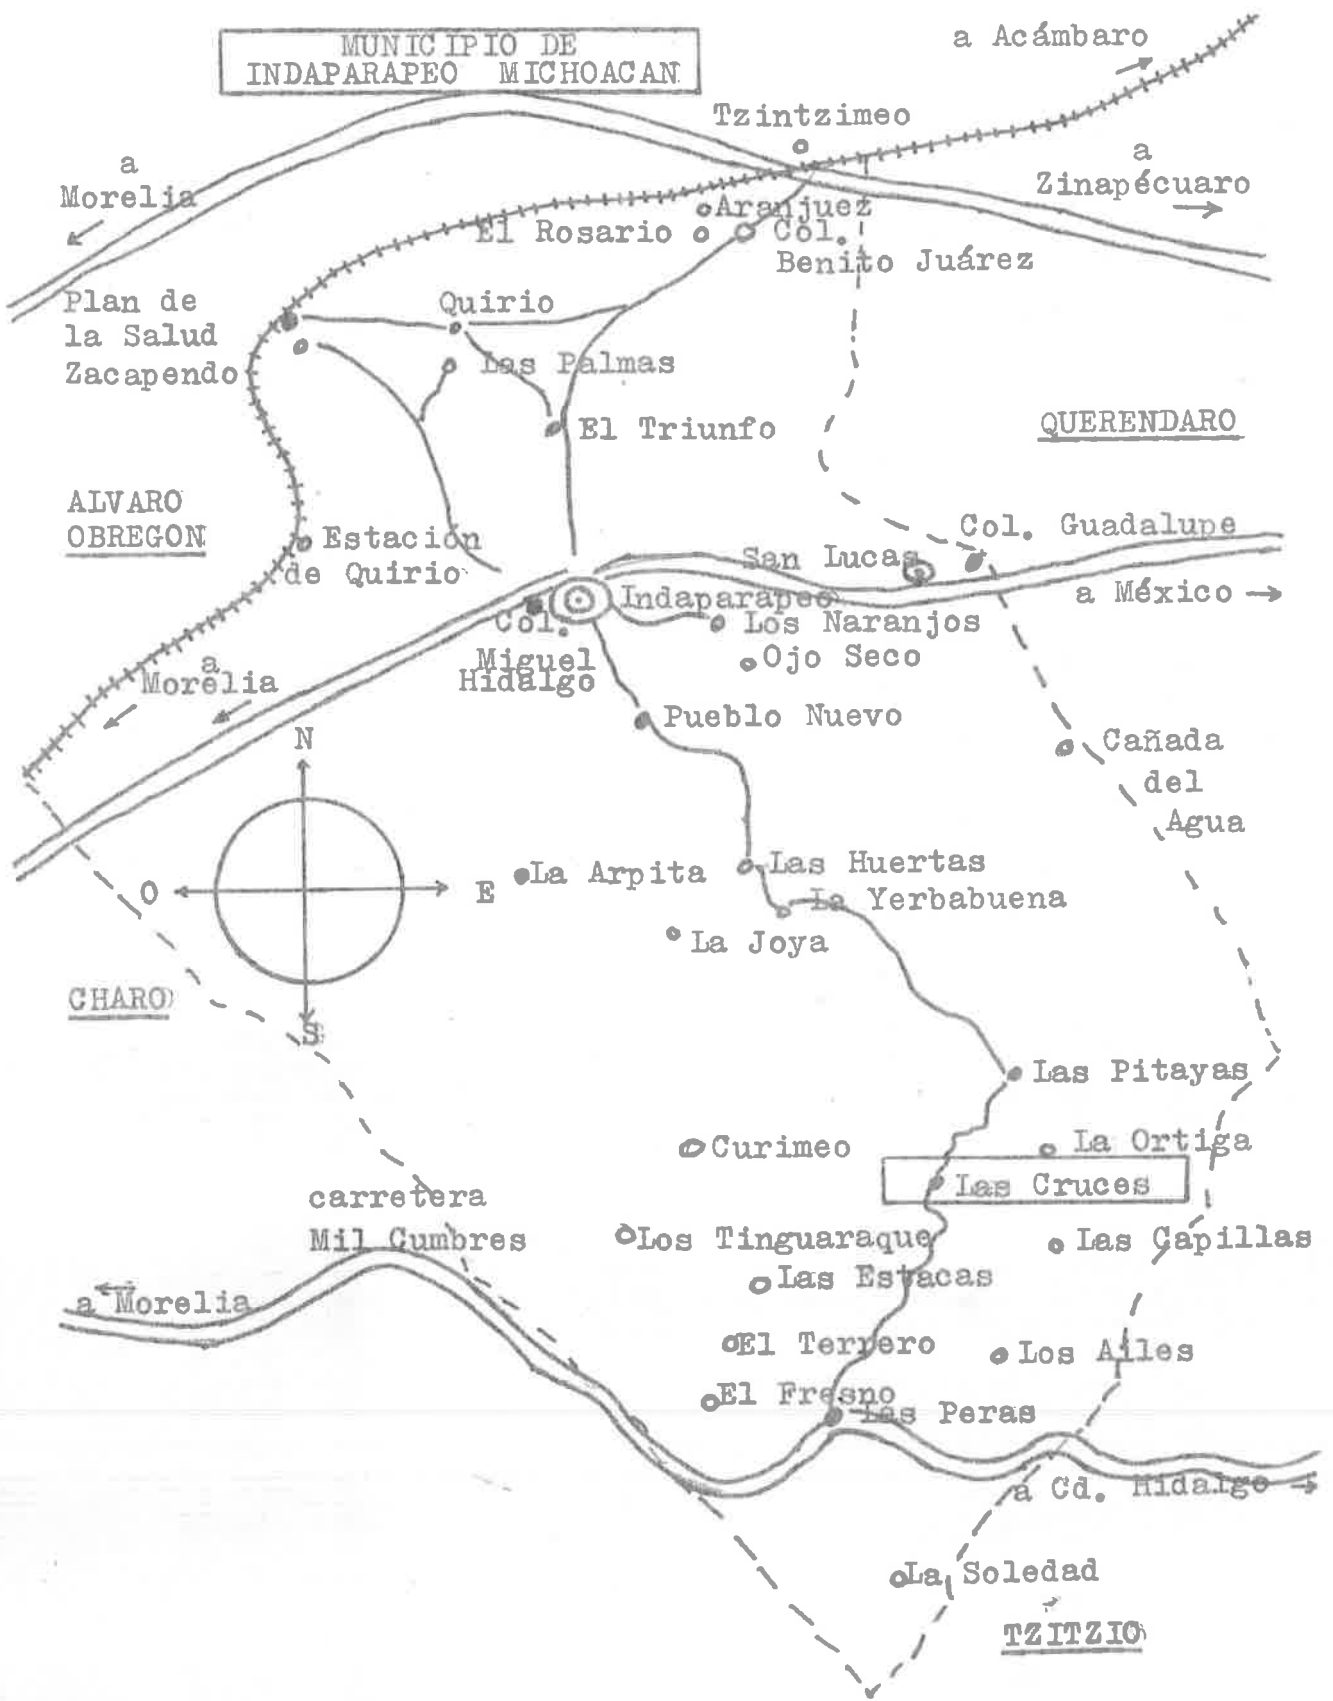 MUNICIPIO DE
INDAPARAPEO MICHOACAN
a Acámbaro
Tzintzimeo
a
Morelia
a
Zinapécuaro
Aranjuez
El Rosario
Col.
Benito Juárez
Plan de
la Salud
Zacapendo
Quirio
Las Palmas
El Triunfo
QUERENDARO
ALVARO
OBREGON
Estación
de Quirio
Col. Guadalupe
San Lucas
a México
Indaparapeo
Col.
Miguel
Hidalgo
Los Naranjos
Ojo Seco
a
Morelia
Pueblo Nuevo
N
Cañada
del
Agua
O
E
S
La Arpita
Las Huertas
La Yerbabuena
La Joya
CHARO
Las Pitayas
Curimeo
La Ortiga
Las Cruces
carretera
Mil Cumbres
Los Tinguaraque
Las Capillas
Las Estacas
a Morelia
El Terrero
Los Ailes
El Fresno
Las Peras
a Cd. Hidalgo
La Soledad
TZITZIO